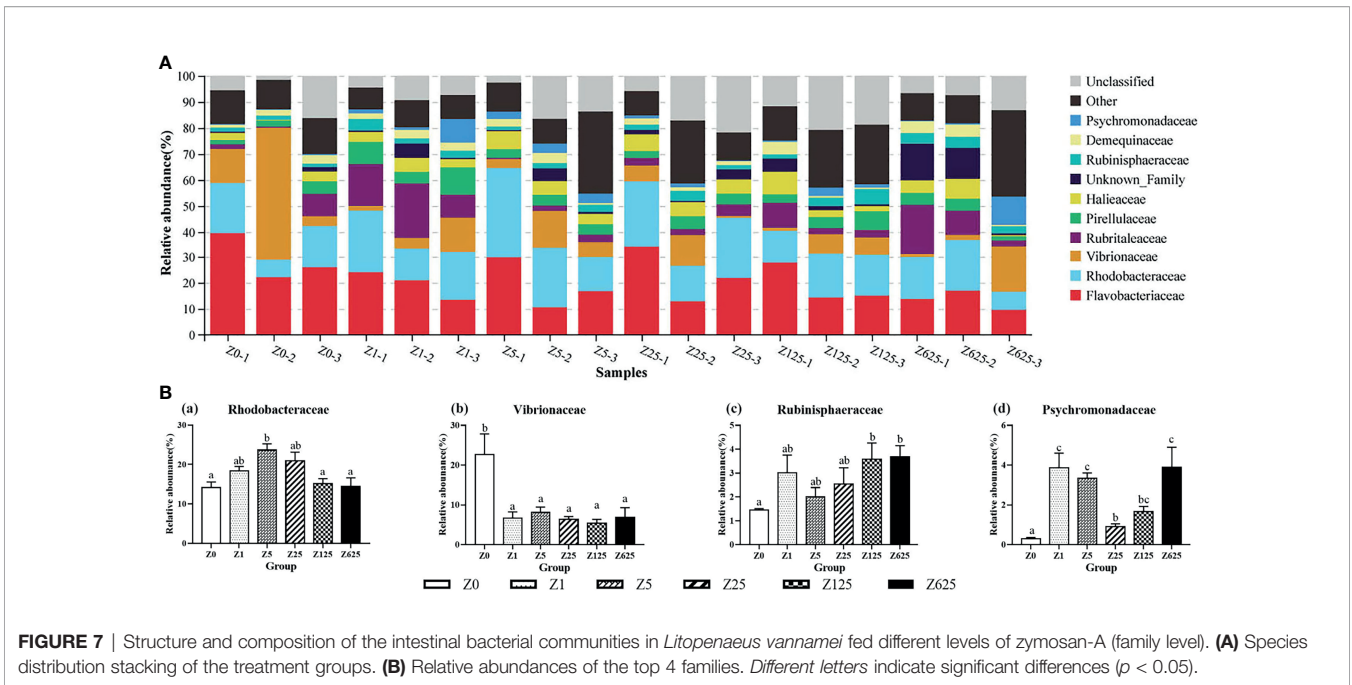 A
100
90
80
70
60
50
40
30
20
10
0
Relative abundance(%)
Z0-1
Z0-2
Z0-3
Z1-1
Z1-2
Z1-3
Z5-1
Z5-2
Z5-3
Z25-1
Z25-2
Z25-3
Z125-1
Z125-2
Z125-3
Z625-1
Z625-2
Z625-3
Samples
Unclassified
Other
Psychromonadaceae
Demequinaceae
Rubinisphaeraceae
Unknown_Family
Halieaceae
Pirellulaceae
Rubritaleaceae
Vibrionaceae
Rhodobacteraceae
Flavobacteriaceae
B
(a) Rhodobacteraceae
Relative abounance(%)
30
20
10
0
a ab b ab a a
Z0 Z1 Z5 Z25 Z125 Z625
Group
(b) Vibrionaceae
Relative abounance(%)
30
20
10
0
b a a a a a
Z0 Z1 Z5 Z25 Z125 Z625
Group
(c) Rubinisphaeraceae
Relative abounance(%)
5
4
3
2
1
0
a ab ab ab b b
Z0 Z1 Z5 Z25 Z125 Z625
Group
(d) Psychromonadaceae
Relative abounance(%)
6
4
2
0
a c c b bc c
Z0 Z1 Z5 Z25 Z125 Z625
Group
Z0 Z1 Z5 Z25 Z125 Z625
FIGURE 7 | Structure and composition of the intestinal bacterial communities in Litopenaeus vannamei fed different levels of zymosan-A (family level). (A) Species
distribution stacking of the treatment groups. (B) Relative abundances of the top 4 families. Different letters indicate significant differences (p < 0.05).